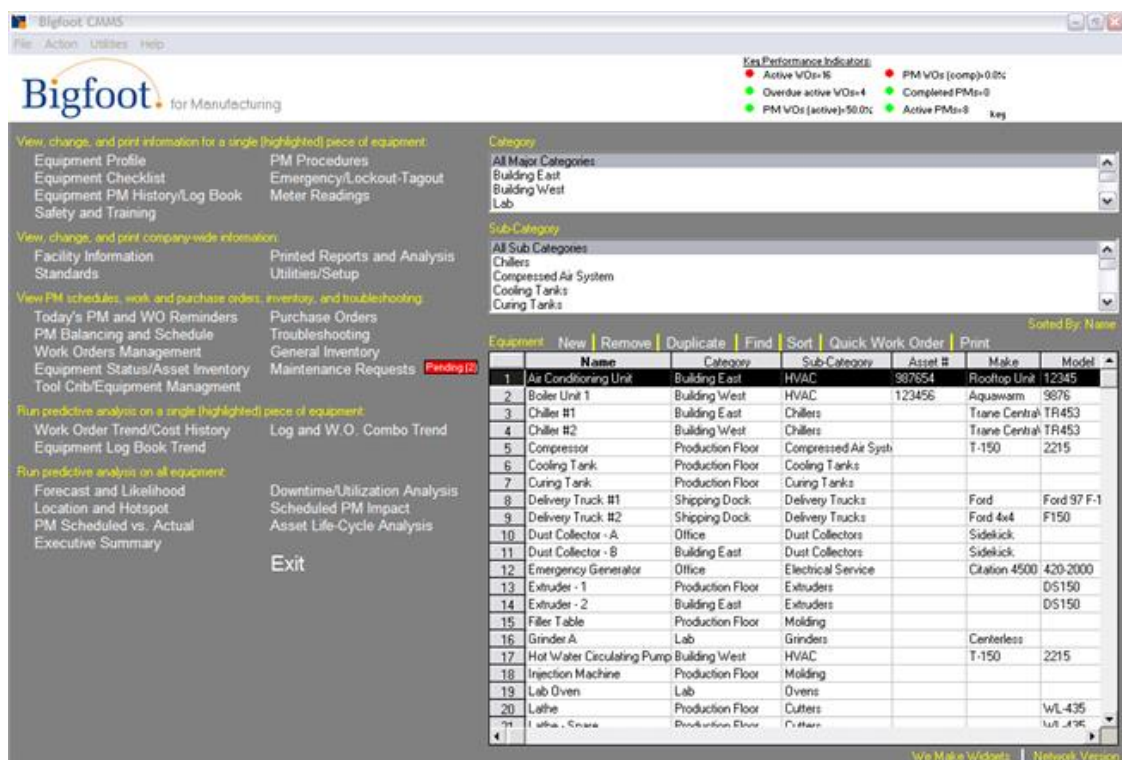 Bigfoot CMMS
File Action Utilities Help
Bigfoot. for Manufacturing
Key Performance Indicators:
Active WOs=16 PM WOs (comp)=0.0%
Overdue active WOs=4 Completed PMs=0
PM WOs (active)=50.0% Active PMs=8 key
View, change, and print information for a single (highlighted) piece of equipment:
Equipment Profile PM Procedures
Equipment Checklist Emergency/Lockout-Tagout
Equipment PM History/Log Book Meter Readings
Safety and Training
View, change, and print company-wide information:
Facility Information Printed Reports and Analysis
Standards Utilities/Setup
View PM schedules, work and purchase orders, inventory, and troubleshooting:
Today's PM and WO Reminders Purchase Orders
PM Balancing and Schedule Troubleshooting
Work Orders Management General Inventory
Equipment Status/Asset Inventory Maintenance Requests Pending (2)
Tool Crib/Equipment Managment
Run predictive analysis on a single (highlighted) piece of equipment:
Work Order Trend/Cost History Log and W.O. Combo Trend
Equipment Log Book Trend
Run predictive analysis on all equipment:
Forecast and Likelihood Downtime/Utilization Analysis
Location and Hotspot Scheduled PM Impact
PM Scheduled vs. Actual Asset Life-Cycle Analysis
Executive Summary
Exit
Category
All Major Categories
Building East
Building West
Lab
Sub-Category
All Sub Categories
Chillers
Compressed Air System
Cooling Tanks
Curing Tanks
Sorted By: Name
Equipment New | Remove | Duplicate | Find | Sort | Quick Work Order | Print
Name Category Sub-Category Asset # Make Model
1 Air Conditioning Unit Building East HVAC 987654 Rooftop Unit 12345
2 Boiler Unit 1 Building West HVAC 123456 Aquawarm 9876
3 Chiller #1 Building East Chillers Trane Central TR453
4 Chiller #2 Building West Chillers Trane Central TR453
5 Compressor Production Floor Compressed Air Syst T-150 2215
6 Cooling Tank Production Floor Cooling Tanks
7 Curing Tank Production Floor Curing Tanks
8 Delivery Truck #1 Shipping Dock Delivery Trucks Ford Ford 97 F-1
9 Delivery Truck #2 Shipping Dock Delivery Trucks Ford 4x4 F150
10 Dust Collector - A Office Dust Collectors Sidekick
11 Dust Collector - B Building East Dust Collectors Sidekick
12 Emergency Generator Office Electrical Service Citation 4500 420-2000
13 Extruder - 1 Production Floor Extruders DS150
14 Extruder - 2 Building East Extruders DS150
15 Filler Table Production Floor Molding
16 Grinder A Lab Grinders Centerless
17 Hot Water Circulating Pump Building West HVAC T-150 2215
18 Injection Machine Production Floor Molding
19 Lab Oven Lab Ovens
20 Lathe Production Floor Cutters WL-435
21 Lathe - Spare Production Floor Cutters WL-435
We Make Widgets | Network Version